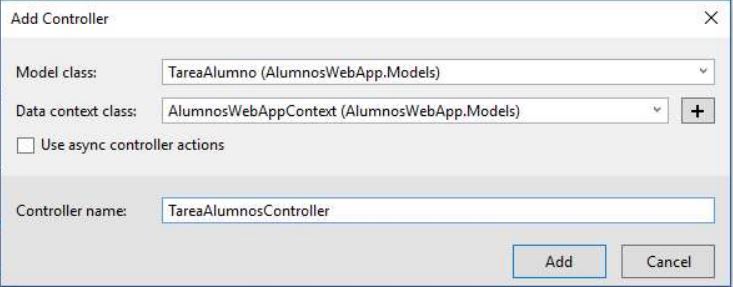 Add Controller
Model class: TareaAlumno (AlumnosWebApp.Models)
Data context class: AlumnosWebAppContext (AlumnosWebApp.Models) +
Use async controller actions
Controller name: TareaAlumnosController
Add Cancel